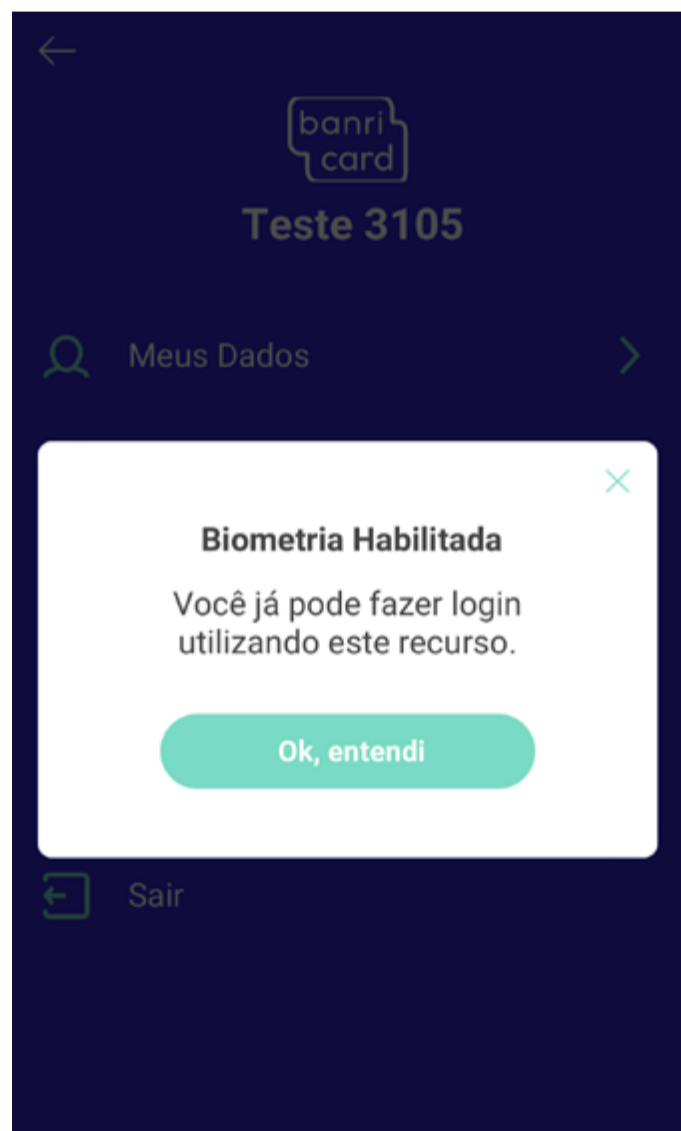 banri
card
Teste 3105
Meus Dados
Biometria Habilitada
Você já pode fazer login
utilizando este recurso.
Ok, entendi
Sair